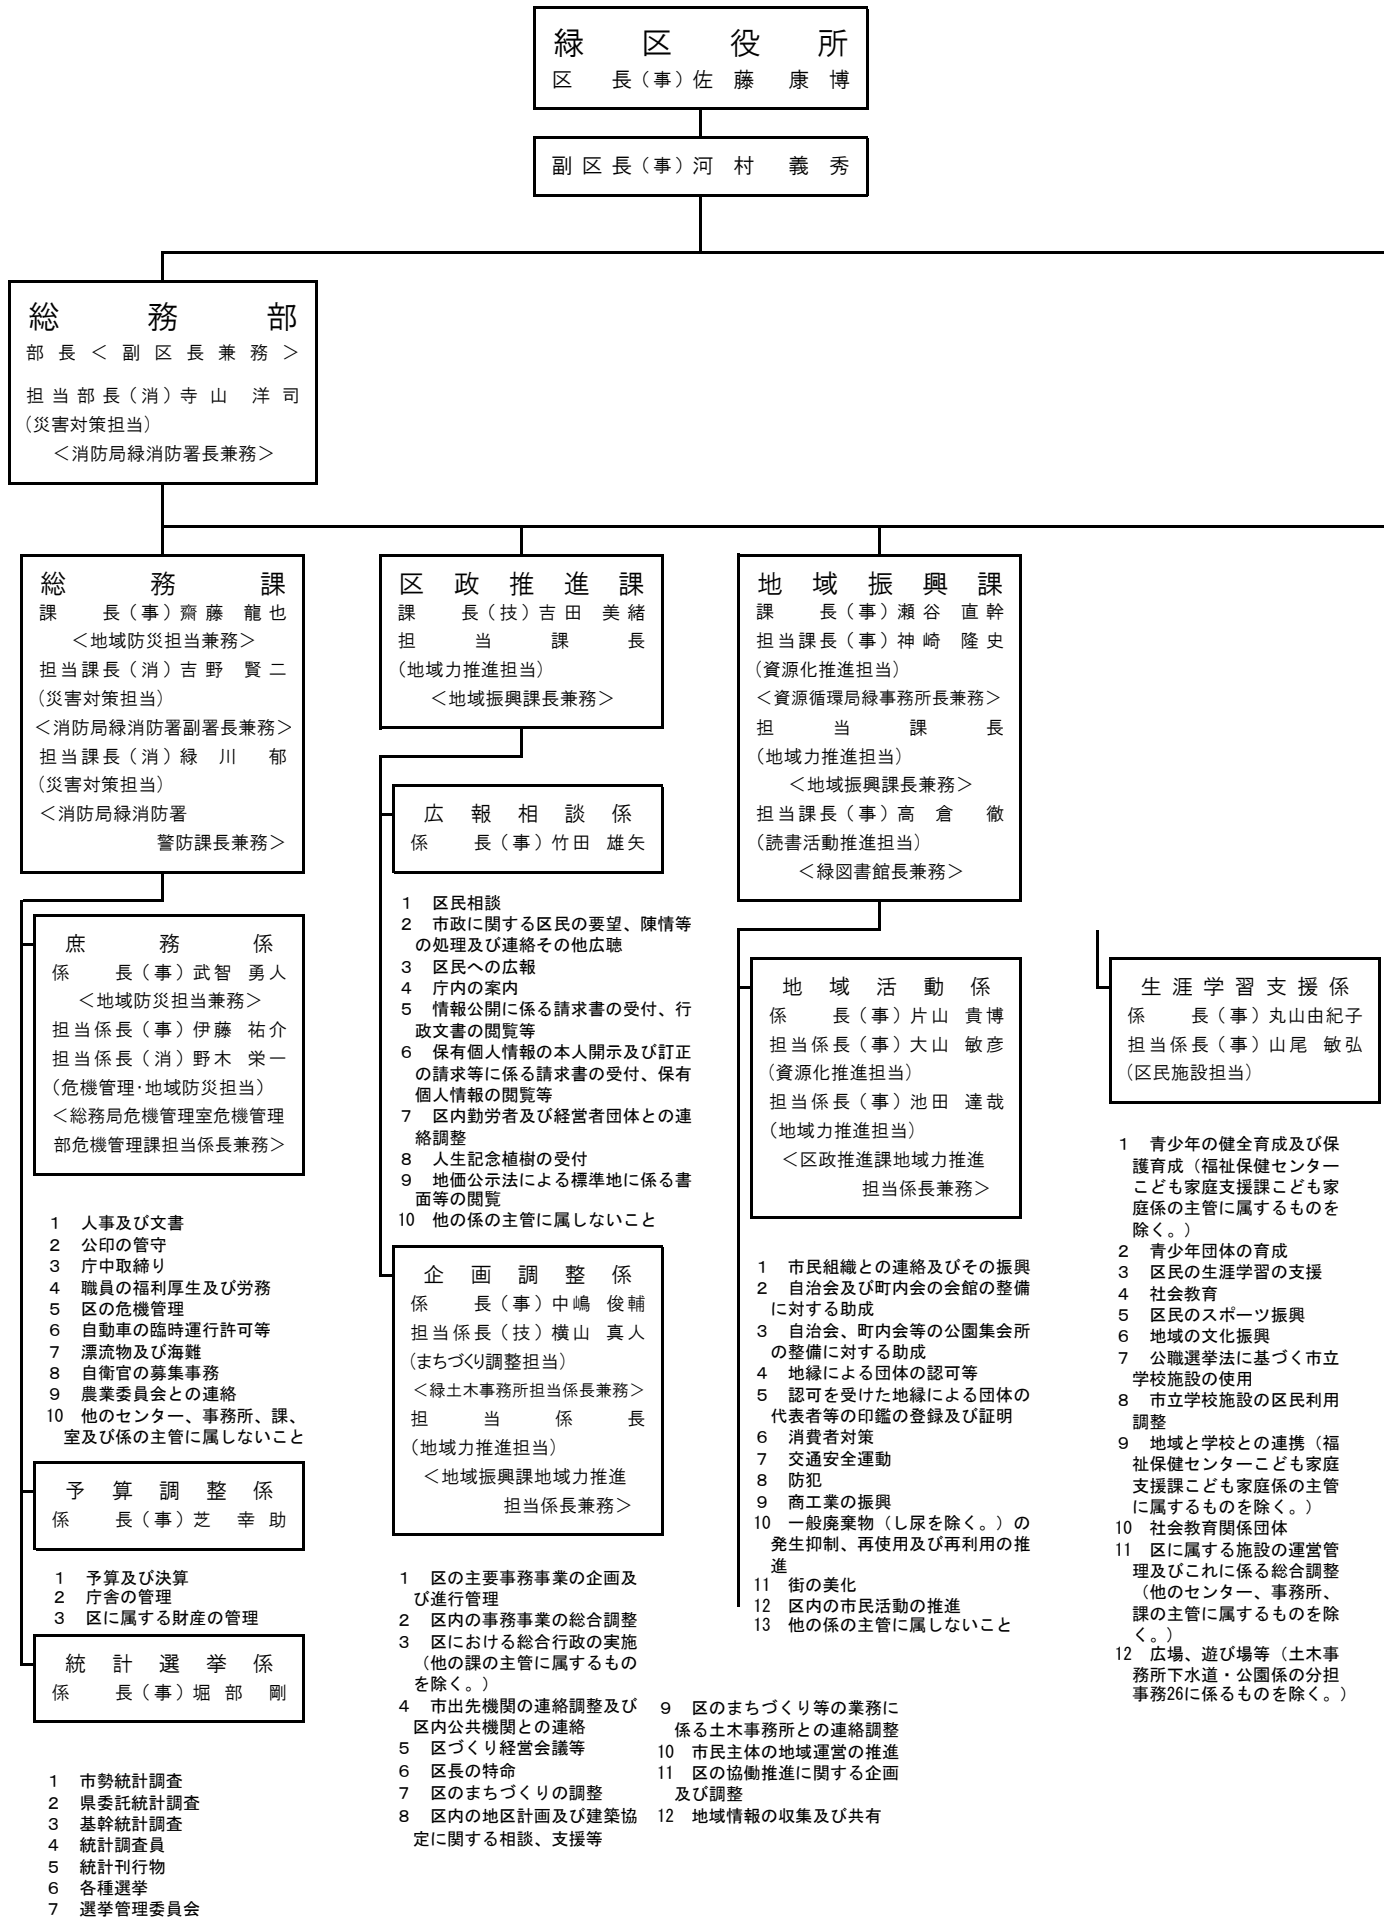 緑区役所
区長(事)佐藤康博
副区長(事)河村義秀
総務部
部長＜副区長兼務＞
担当部長(消)寺山洋司
(災害対策担当)
＜消防局緑消防署長兼務＞
総務課
課長(事)齋藤龍也
＜地域防災担当兼務＞
担当課長(消)吉野賢二
(災害対策担当)
＜消防局緑消防署副署長兼務＞
担当課長(消)緑川郁
(災害対策担当)
＜消防局緑消防署
警防課長兼務＞
庶務係
係長(事)武智勇人
＜地域防災担当兼務＞
担当係長(事)伊藤祐介
担当係長(消)野木栄一
(危機管理･地域防災担当)
＜総務局危機管理室危機管理
部危機管理課担当係長兼務＞
1 人事及び文書
2 公印の管守
3 庁中取締り
4 職員の福利厚生及び労務
5 区の危機管理
6 自動車の臨時運行許可等
7 漂流物及び海難
8 自衛官の募集事務
9 農業委員会との連絡
10 他のセンター、事務所、課、
室及び係の主管に属しないこと
予算調整係
係長(事)芝幸助
1 予算及び決算
2 庁舎の管理
3 区に属する財産の管理
統計選挙係
係長(事)堀部剛
1 市勢統計調査
2 県委託統計調査
3 基幹統計調査
4 統計調査員
5 統計刊行物
6 各種選挙
7 選挙管理委員会
区政推進課
課長(技)吉田美緒
担当課長
(地域力推進担当)
＜地域振興課長兼務＞
広報相談係
係長(事)竹田雄矢
1 区民相談
2 市政に関する区民の要望、陳情等
の処理及び連絡その他広聴
3 区民への広報
4 庁内の案内
5 情報公開に係る請求書の受付、行
政文書の閲覧等
6 保有個人情報の本人開示及び訂正
の請求等に係る請求書の受付、保有
個人情報の閲覧等
7 区内勤労者及び経営者団体との連
絡調整
8 人生記念植樹の受付
9 地価公示法による標準地に係る書
面等の閲覧
10 他の係の主管に属しないこと
企画調整係
係長(事)中嶋俊輔
担当係長(技)横山真人
(まちづくり調整担当)
＜緑土木事務所担当係長兼務＞
担当係長
(地域力推進担当)
＜地域振興課地域力推進
担当係長兼務＞
1 区の主要事務事業の企画及
び進行管理
2 区内の事務事業の総合調整
3 区における総合行政の実施
（他の課の主管に属するもの
を除く。）
4 市出先機関の連絡調整及び
区内公共機関との連絡
5 区づくり経営会議等
6 区長の特命
7 区のまちづくりの調整
8 区内の地区計画及び建築協
定に関する相談、支援等
9 区のまちづくり等の業務に
係る土木事務所との連絡調整
10 市民主体の地域運営の推進
11 区の協働推進に関する企画
及び調整
12 地域情報の収集及び共有
地域振興課
課長(事)瀬谷直幹
担当課長(事)神崎隆史
(資源化推進担当)
＜資源循環局緑事務所長兼務＞
担当課長
(地域力推進担当)
＜地域振興課長兼務＞
担当課長(事)高倉徹
(読書活動推進担当)
＜緑図書館長兼務＞
地域活動係
係長(事)片山貴博
担当係長(事)大山敏彦
(資源化推進担当)
担当係長(事)池田達哉
(地域力推進担当)
＜区政推進課地域力推進
担当係長兼務＞
1 市民組織との連絡及びその振興
2 自治会及び町内会の会館の整備
に対する助成
3 自治会、町内会等の公園集会所
の整備に対する助成
4 地縁による団体の認可等
5 認可を受けた地縁による団体の
代表者等の印鑑の登録及び証明
6 消費者対策
7 交通安全運動
8 防犯
9 商工業の振興
10 一般廃棄物（し尿を除く。）の
発生抑制、再使用及び再利用の推
進
11 街の美化
12 区内の市民活動の推進
13 他の係の主管に属しないこと
生涯学習支援係
係長(事)丸山由紀子
担当係長(事)山尾敏弘
(区民施設担当)
1 青少年の健全育成及び保
護育成（福祉保健センター
こども家庭支援課こども家
庭係の主管に属するものを
除く。）
2 青少年団体の育成
3 区民の生涯学習の支援
4 社会教育
5 区民のスポーツ振興
6 地域の文化振興
7 公職選挙法に基づく市立
学校施設の使用
8 市立学校施設の区民利用
調整
9 地域と学校との連携（福
祉保健センターこども家庭
支援課こども家庭係の主管
に属するものを除く。）
10 社会教育関係団体
11 区に属する施設の運営管
理及びこれに係る総合調整
（他のセンター、事務所、
課の主管に属するものを除
く。）
12 広場、遊び場等（土木事
務所下水道・公園係の分担
事務26に係るものを除く。）